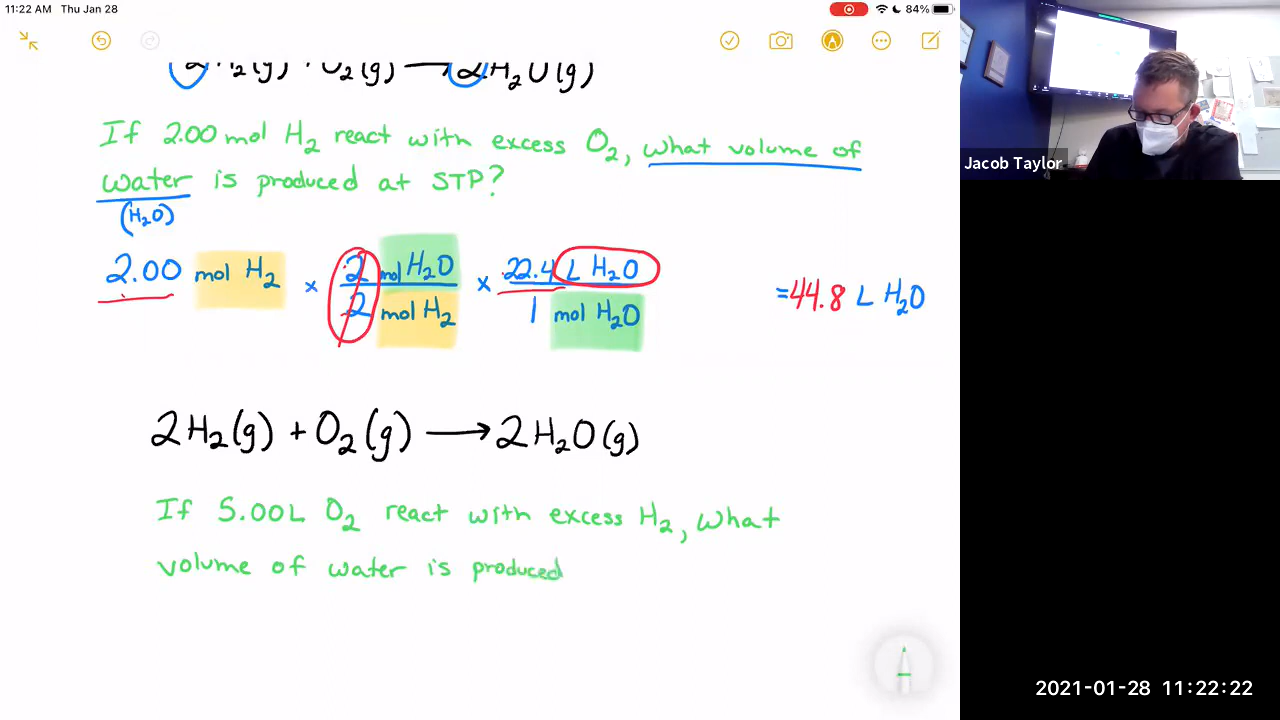 11:22 AM Thu Jan 28
84%
2H₂(g) + O₂(g) → 2H₂O(g)
If 2.00 mol H₂ react with excess O₂, what volume of
water is produced at STP?
(H₂O)
2.00 mol H₂ × 2 mol H₂O / 2 mol H₂ × 22.4 L H₂O / 1 mol H₂O = 44.8 L H₂O
2H₂(g) + O₂(g) → 2H₂O(g)
If 5.00L O₂ react with excess H₂, what
volume of water is produced
Jacob Taylor
2021-01-28 11:22:22